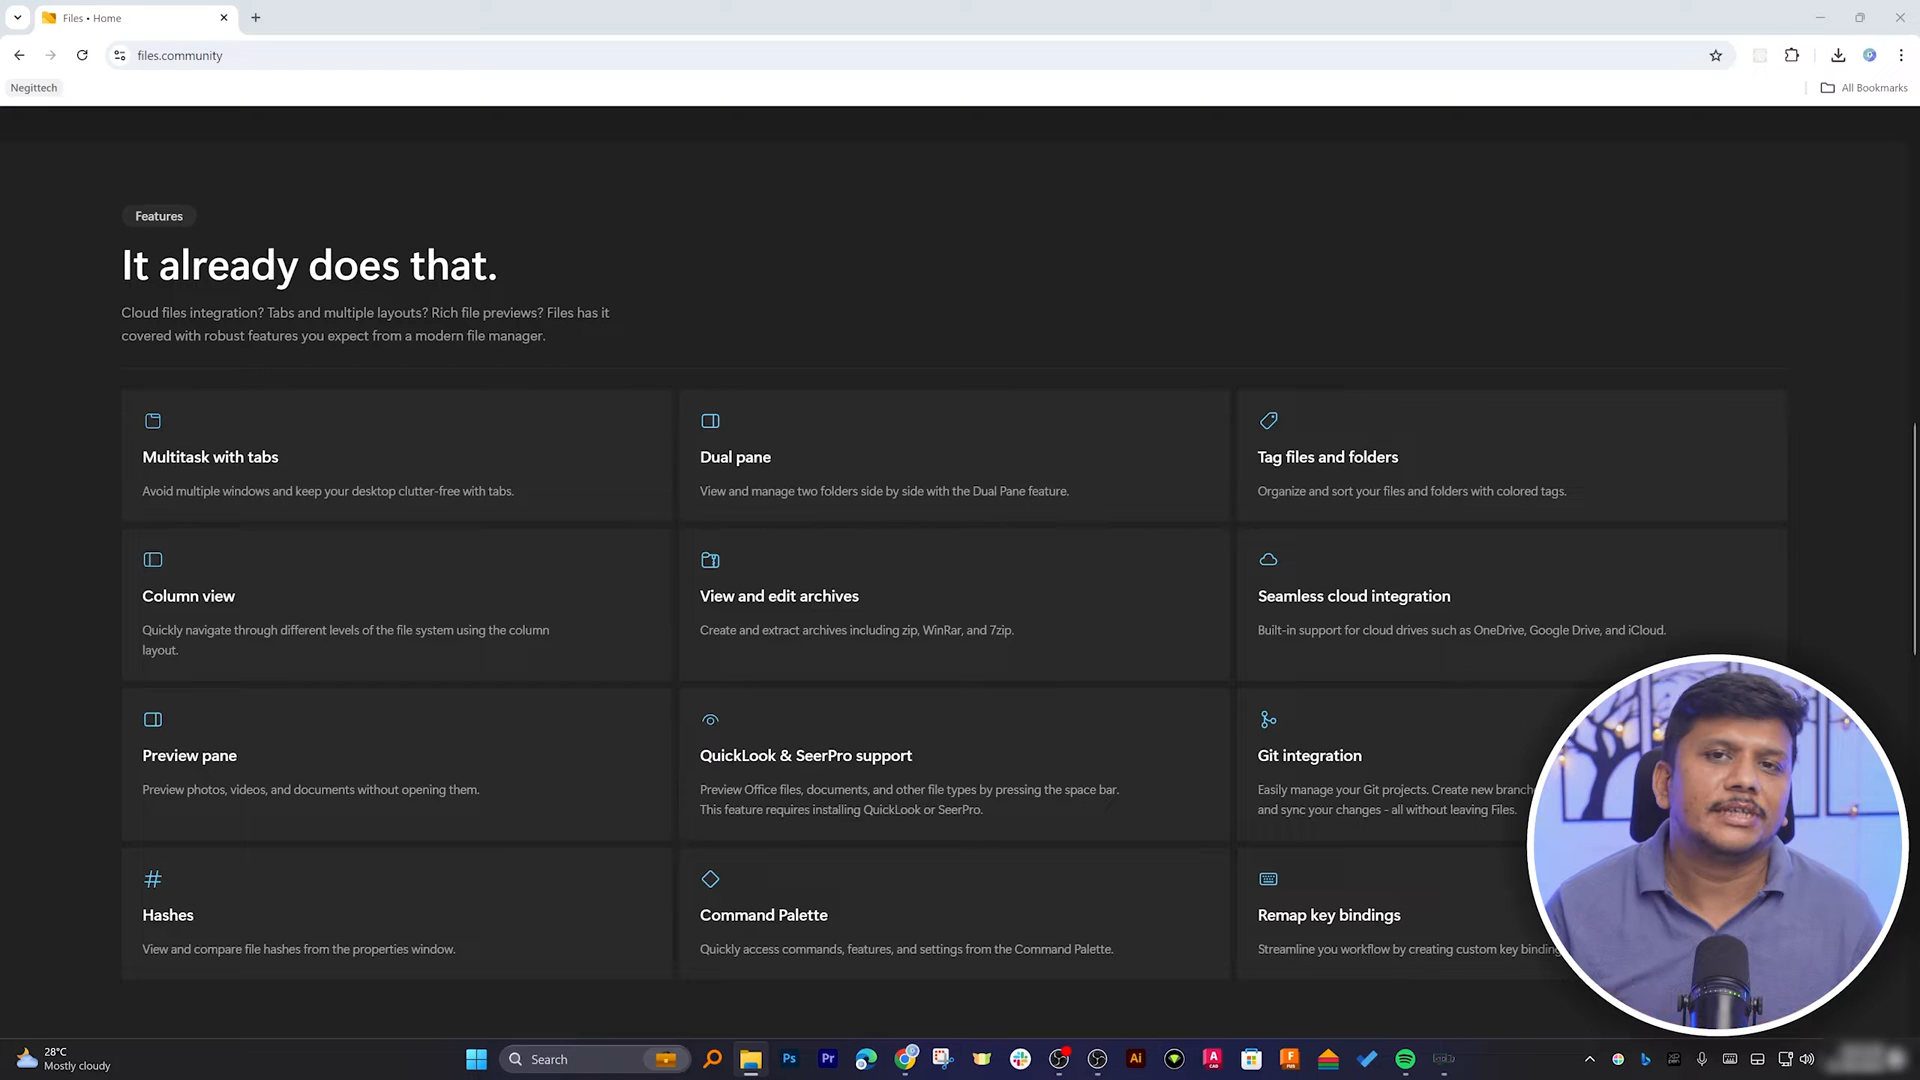 Files • Home
files.community
Negittech
All Bookmarks
Features
It already does that.
Cloud files integration? Tabs and multiple layouts? Rich file previews? Files has it
covered with robust features you expect from a modern file manager.
Multitask with tabs
Avoid multiple windows and keep your desktop clutter-free with tabs.
Dual pane
View and manage two folders side by side with the Dual Pane feature.
Tag files and folders
Organize and sort your files and folders with colored tags.
Column view
Quickly navigate through different levels of the file system using the column
layout.
View and edit archives
Create and extract archives including zip, WinRar, and 7zip.
Seamless cloud integration
Built-in support for cloud drives such as OneDrive, Google Drive, and iCloud.
Preview pane
Preview photos, videos, and documents without opening them.
QuickLook & SeerPro support
Preview Office files, documents, and other file types by pressing the space bar.
This feature requires installing QuickLook or SeerPro.
Git integration
Easily manage your Git projects. Create new branche
and sync your changes - all without leaving Files.
Hashes
View and compare file hashes from the properties window.
Command Palette
Quickly access commands, features, and settings from the Command Palette.
Remap key bindings
Streamline you workflow by creating custom key binding
28°C
Mostly cloudy
Search
Ps
Pr
Ai